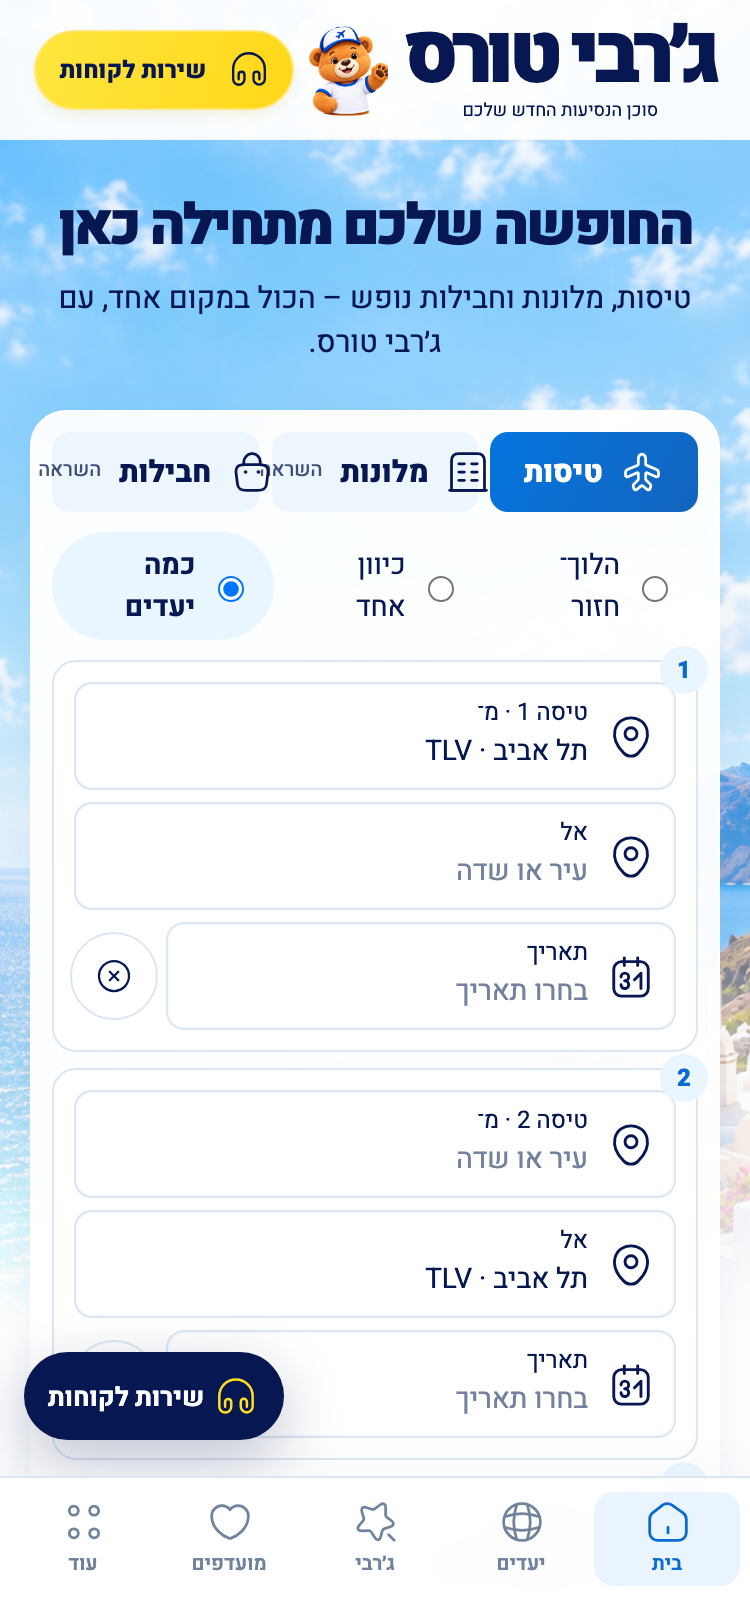 ג׳רבי טורס
סוכן הנסיעות החדש שלכם
שירות לקוחות
החופשה שלכם מתחילה כאן
טיסות, מלונות וחבילות נופש – הכול במקום אחד, עם
ג׳רבי טורס.
טיסות
מלונות השראה
חבילות השראה
הלוך־
חזור
כיוון
אחד
כמה
יעדים
1
טיסה 1 · מ־
תל אביב · TLV
אל
עיר או שדה
31
תאריך
בחרו תאריך
2
טיסה 2 · מ־
עיר או שדה
אל
תל אביב · TLV
31
תאריך
בחרו תאריך
שירות לקוחות
בית
יעדים
ג׳רבי
מועדפים
עוד